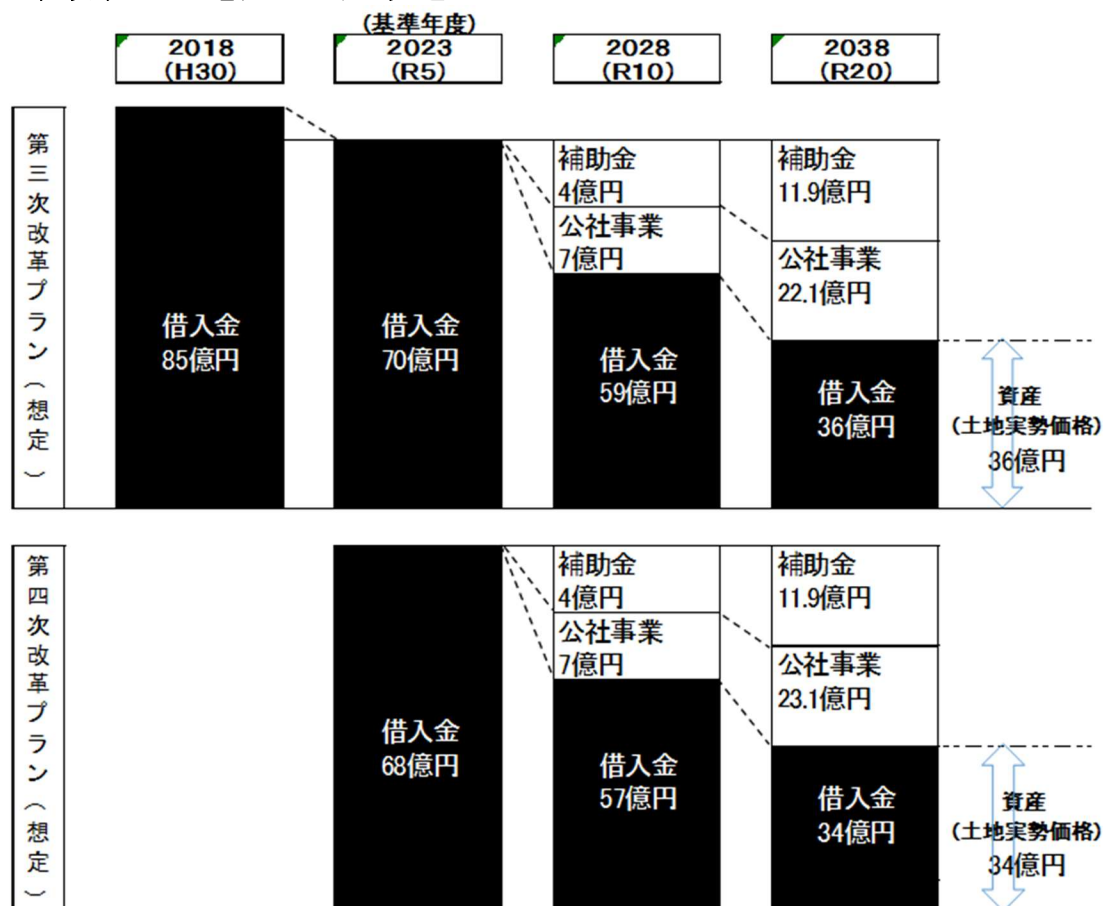 (基準年度)
2018
(H30)
2023
(R5)
2028
(R10)
2038
(R20)
第三次改革プラン(想定)
借入金
85億円
借入金
70億円
補助金
4億円
公社事業
7億円
借入金
59億円
補助金
11.9億円
公社事業
22.1億円
借入金
36億円
資産
(土地実勢価格)
36億円
第四次改革プラン(想定)
借入金
68億円
補助金
4億円
公社事業
7億円
借入金
57億円
補助金
11.9億円
公社事業
23.1億円
借入金
34億円
資産
(土地実勢価格)
34億円